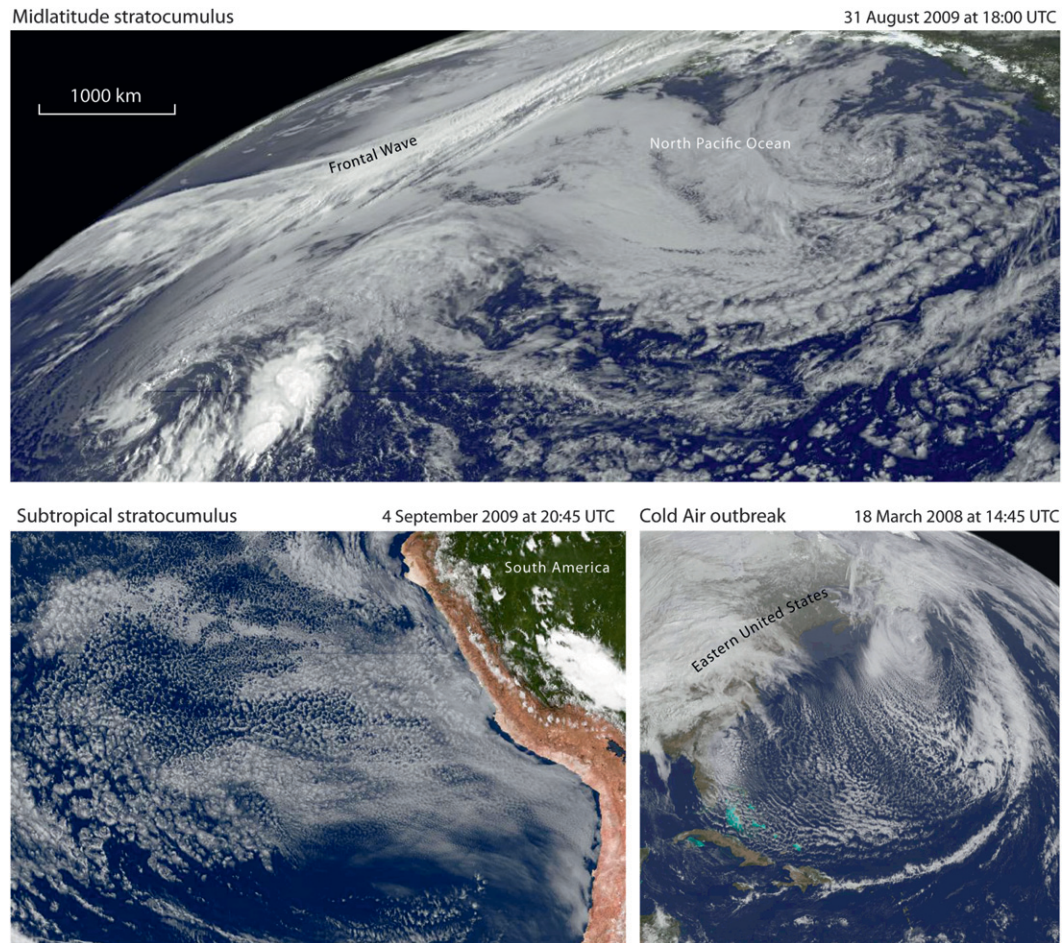 Midlatitude stratocumulus
31 August 2009 at 18:00 UTC
1000 km
Frontal Wave
North Pacific Ocean
Subtropical stratocumulus
4 September 2009 at 20:45 UTC
South America
Cold Air outbreak
18 March 2008 at 14:45 UTC
Eastern United States